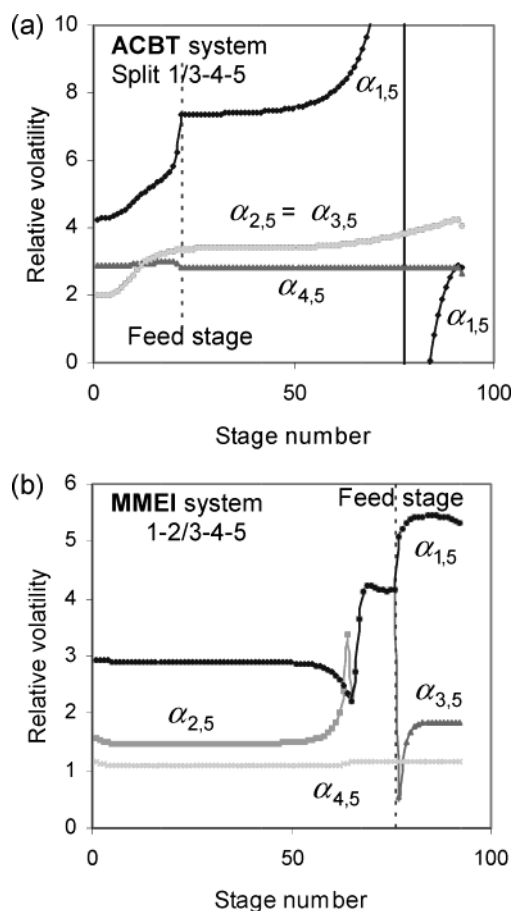 (a)
10
ACBT system
Split 1/3-4-5
8
α1,5
6
Relative volatility
α2,5 = α3,5
4
α4,5
2
α1,5
Feed stage
0
0 50 100
Stage number
(b)
6
MMEI system
Feed stage
1-2/3-4-5
5
α1,5
4
Relative volatility
3
α2,5
α3,5
2
1
α4,5
0
0 50 100
Stage number